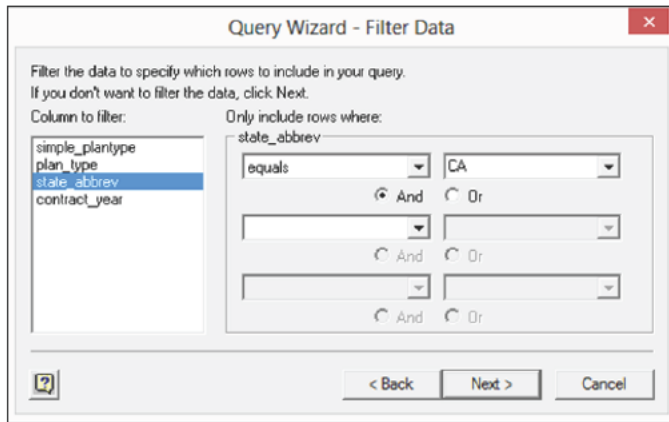 Query Wizard - Filter Data
Filter the data to specify which rows to include in your query.
If you don't want to filter the data, click Next.
Column to filter:
Only include rows where:
simple_plantype
plan_type
state_abbrev
contract_year
state_abbrev
equals
CA
And
Or
And
Or
And
Or
< Back
Next >
Cancel